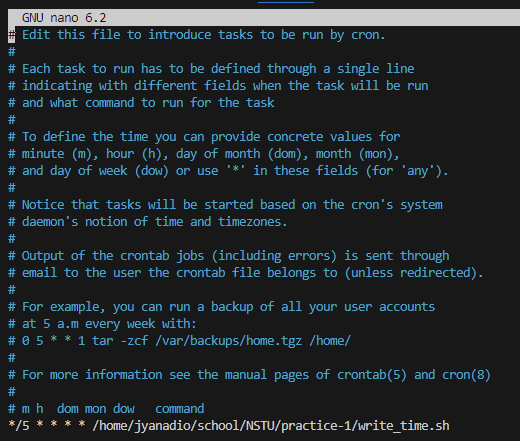 GNU nano 6.2
# Edit this file to introduce tasks to be run by cron.
#
# Each task to run has to be defined through a single line
# indicating with different fields when the task will be run
# and what command to run for the task
#
# To define the time you can provide concrete values for
# minute (m), hour (h), day of month (dom), month (mon),
# and day of week (dow) or use '*' in these fields (for 'any').
#
# Notice that tasks will be started based on the cron's system
# daemon's notion of time and timezones.
#
# Output of the crontab jobs (including errors) is sent through
# email to the user the crontab file belongs to (unless redirected).
#
# For example, you can run a backup of all your user accounts
# at 5 a.m every week with:
# 0 5 * * 1 tar -zcf /var/backups/home.tgz /home/
#
# For more information see the manual pages of crontab(5) and cron(8)
#
# m h  dom mon dow   command
*/5 * * * * /home/jyanadio/school/NSTU/practice-1/write_time.sh